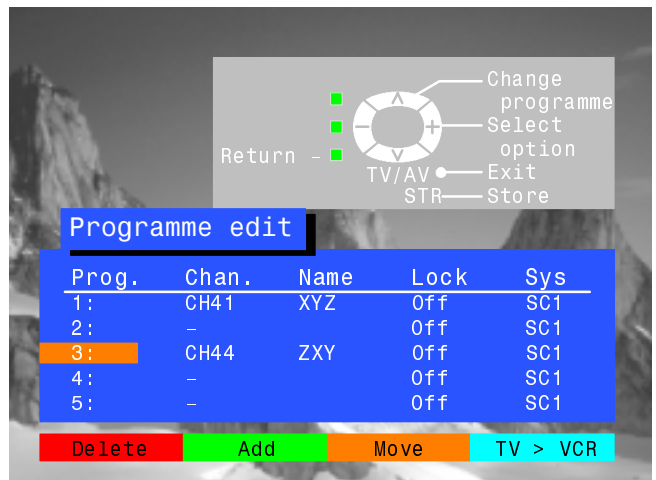 Change
programme
Select
option
Return –
TV/AV Exit
STR Store
Programme edit
Prog. Chan. Name Lock Sys
1: CH41 XYZ Off SC1
2: – Off SC1
3: CH44 ZXY Off SC1
4: – Off SC1
5: – Off SC1
Delete Add Move TV > VCR